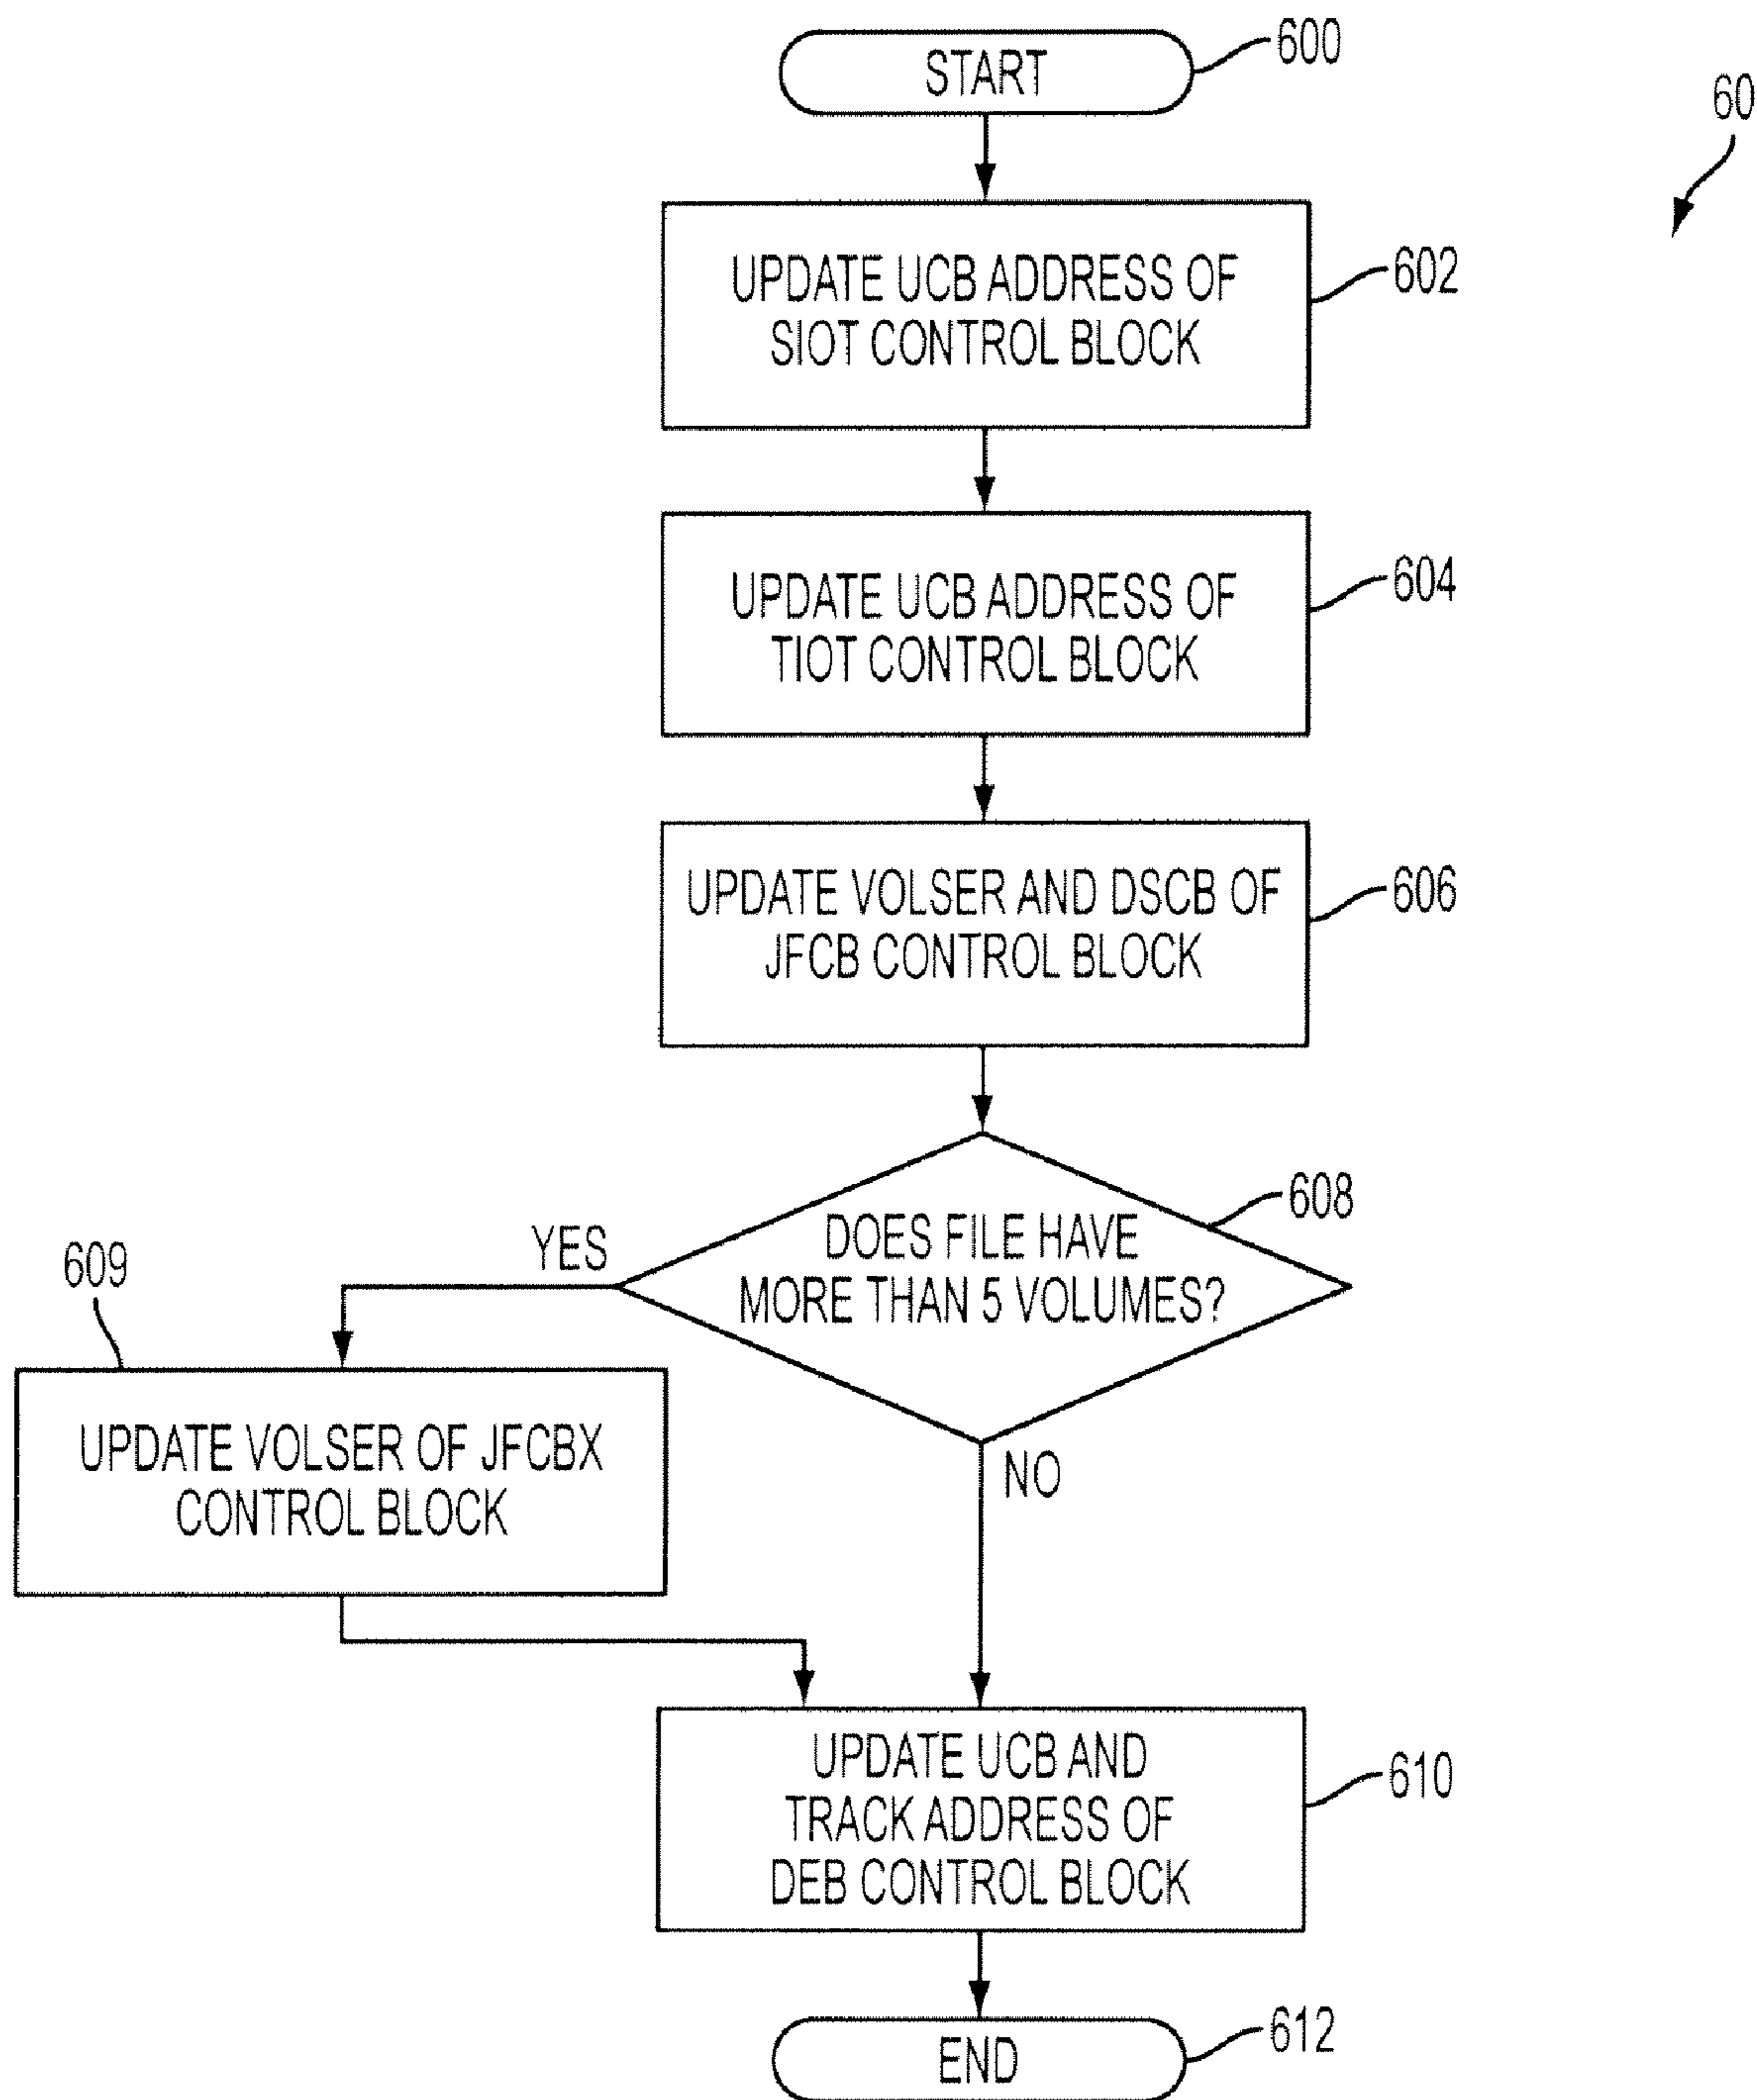 START
600
60
UPDATE UCB ADDRESS OF
SIOT CONTROL BLOCK
602
UPDATE UCB ADDRESS OF
TIOT CONTROL BLOCK
604
UPDATE VOLSER AND DSCB OF
JFCB CONTROL BLOCK
606
DOES FILE HAVE
MORE THAN 5 VOLUMES?
608
YES
609
UPDATE VOLSER OF JFCBX
CONTROL BLOCK
NO
UPDATE UCB AND
TRACK ADDRESS OF
DEB CONTROL BLOCK
610
END
612